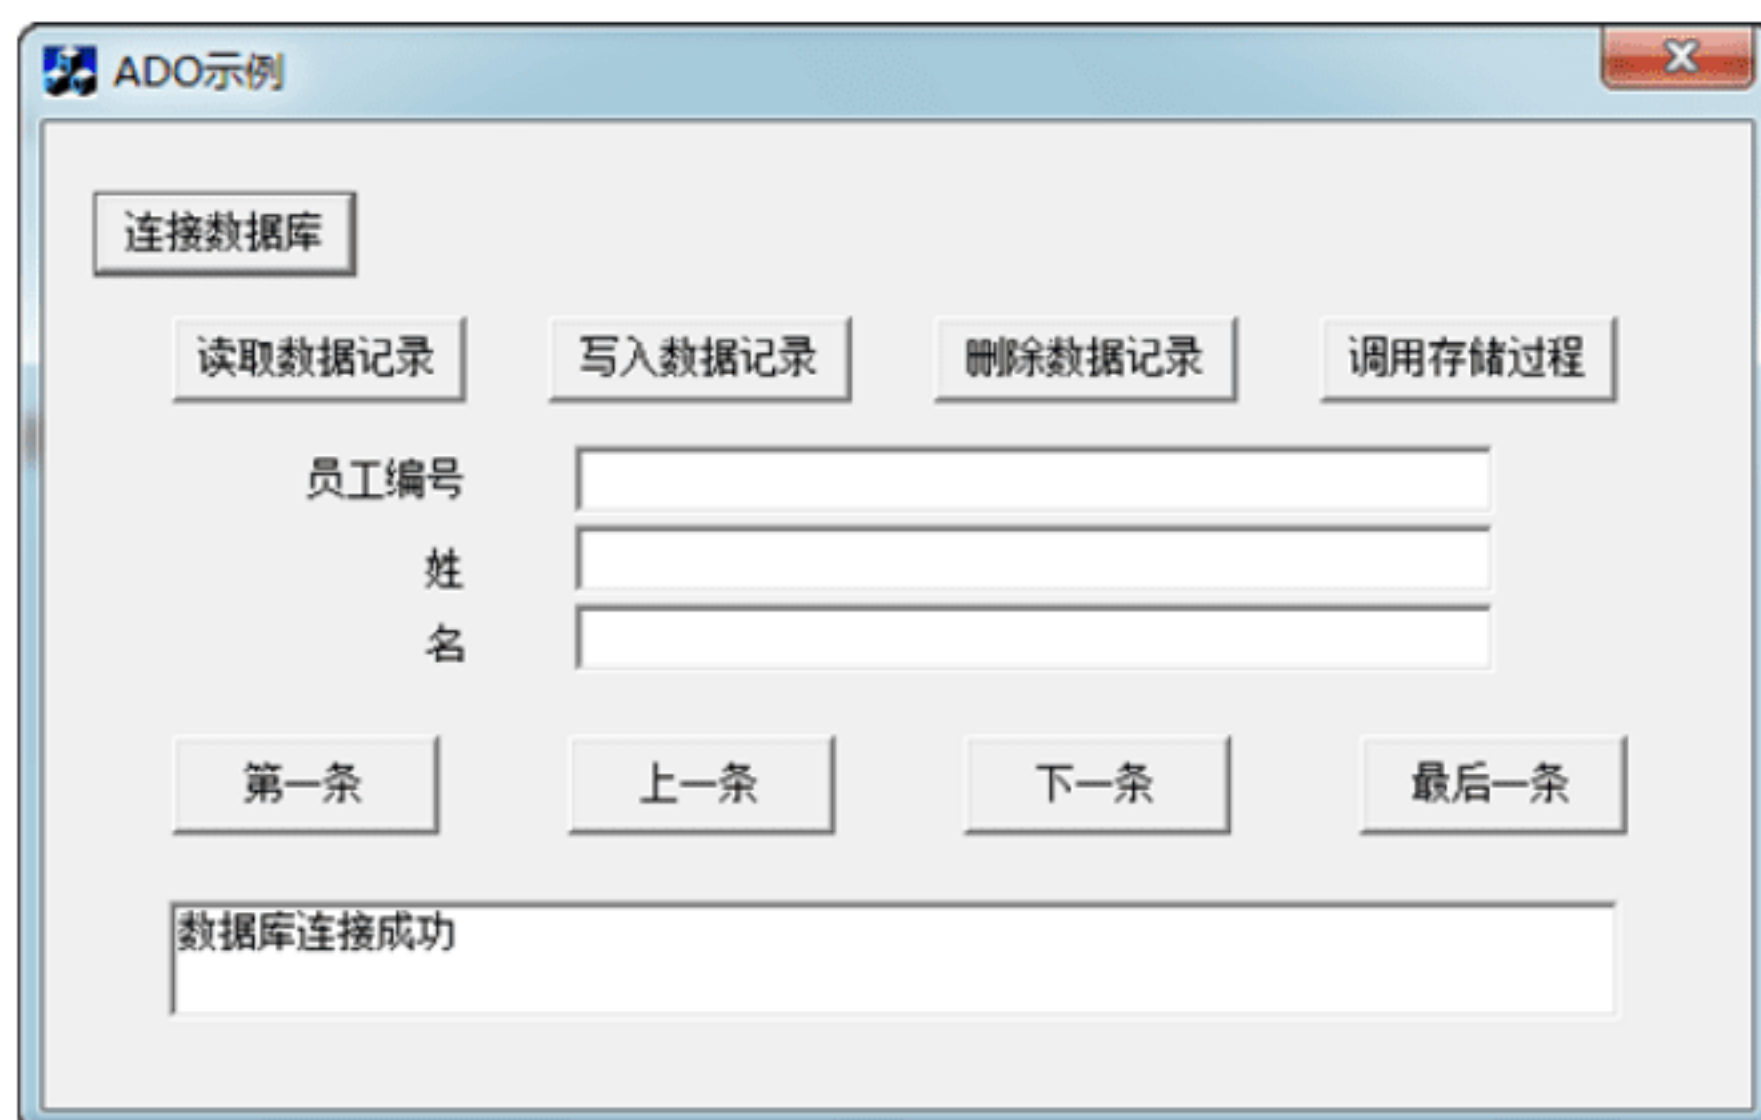 ADO示例
连接数据库
读取数据记录 写入数据记录 删除数据记录 调用存储过程
员工编号
姓
名
第一条 上一条 下一条 最后一条
数据库连接成功